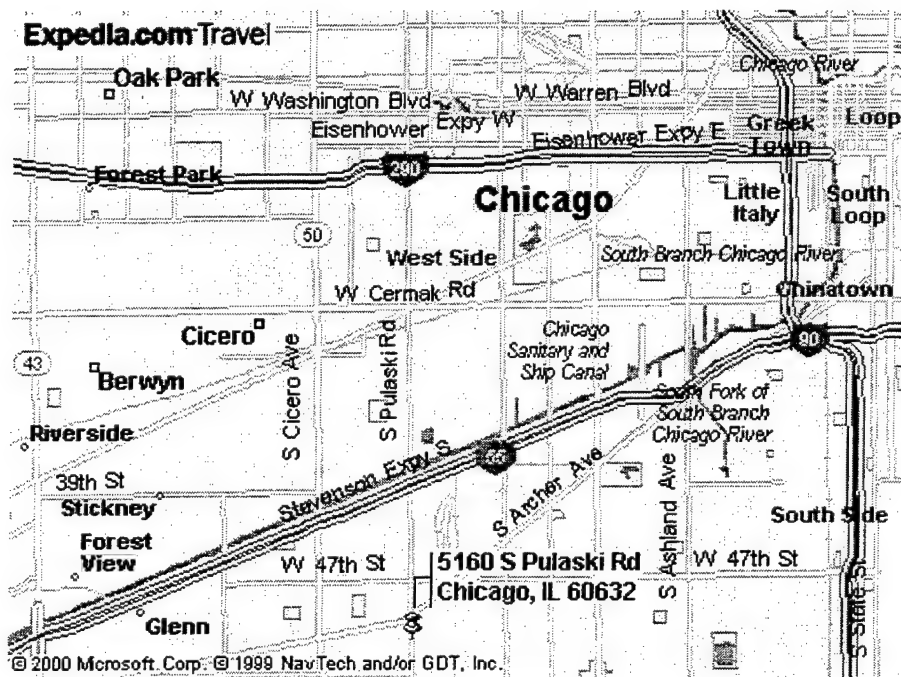 Expedia.com Travel
Oak Park
Chicago River
W Washington Blvd
W Warren Blvd
Loop
Eisenhower Expy W
Eisenhower Expy E
Greek
Town
290
Forest Park
Chicago
Little
Italy
South
Loop
50
West Side
South Branch Chicago River
W Cermak Rd
Chinatown
Cicero
Chicago
Sanitary and
Ship Canal
90
43
S Cicero Ave
S Pulaski Rd
Berwyn
South Fork of
South Branch
Chicago River
Riverside
Stevenson Expy S
39th St
S Archer Ave
S Ashland Ave
Stickney
South Side
Forest
View
W 47th St
5160 S Pulaski Rd
Chicago, IL 60632
W 47th St
S State St
Glenn
© 2000 Microsoft Corp. © 1999 NavTech and/or GDT, Inc.